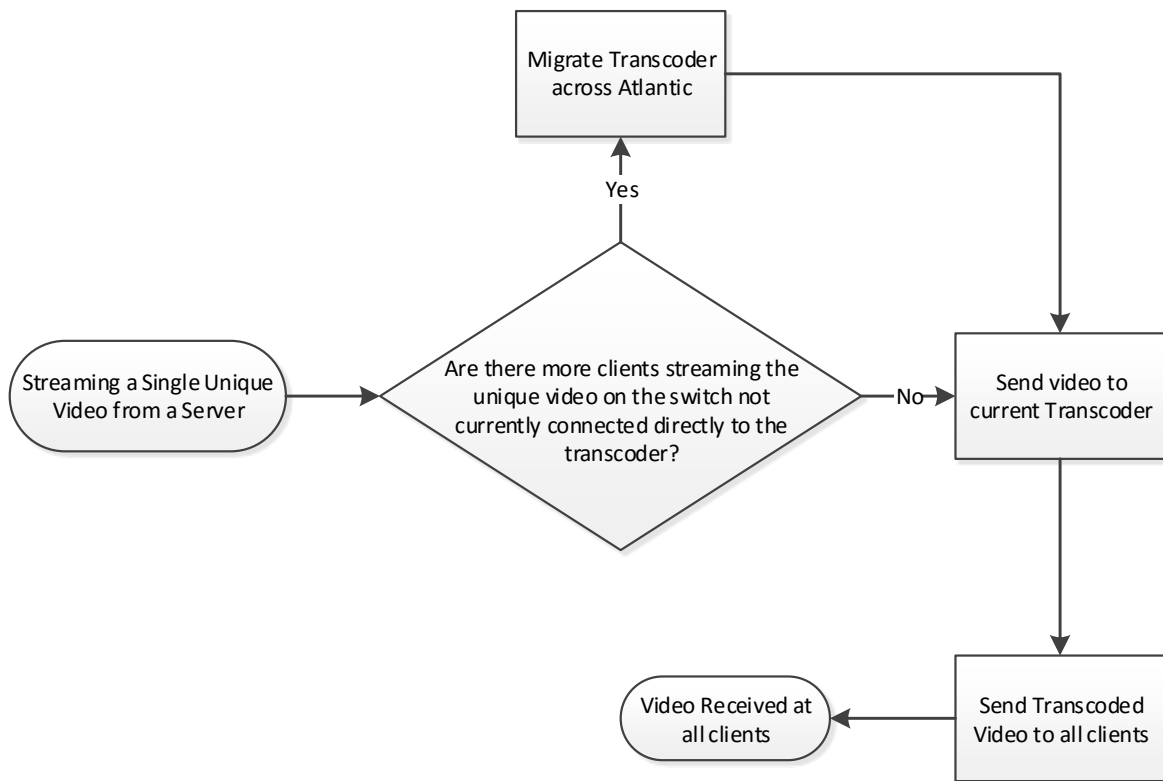 Migrate Transcoder
across Atlantic
Yes
Streaming a Single Unique
Video from a Server
Are there more clients streaming the
unique video on the switch not
currently connected directly to the
transcoder?
No
Send video to
current Transcoder
Video Received at
all clients
Send Transcoded
Video to all clients